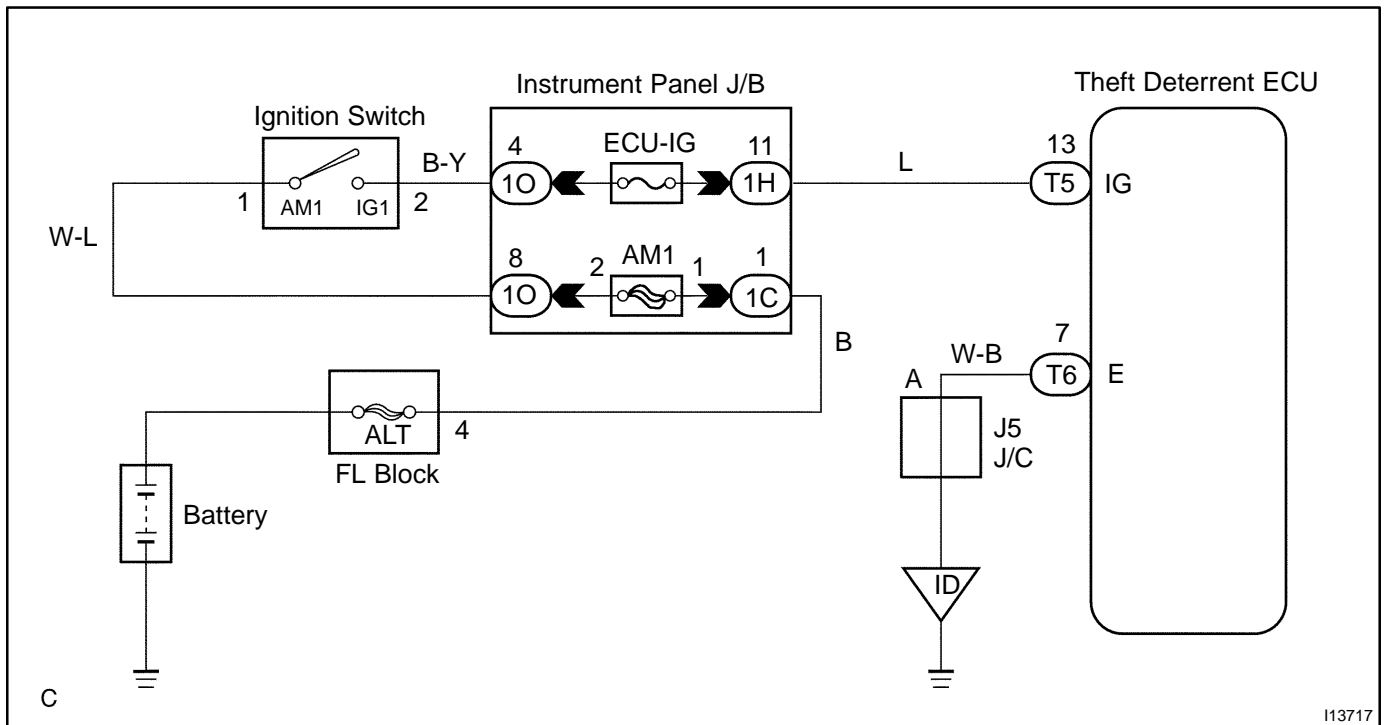 Instrument Panel J/B
Theft Deterrent ECU
Ignition Switch
4
ECU-IG
11
13
B-Y
1O
1H
L
T5
IG
1
AM1
IG1
2
W-L
8
2
AM1
1
1
1O
1C
B
7
W-B
T6
E
A
ALT
4
J5
J/C
FL Block
Battery
ID
C
I13717